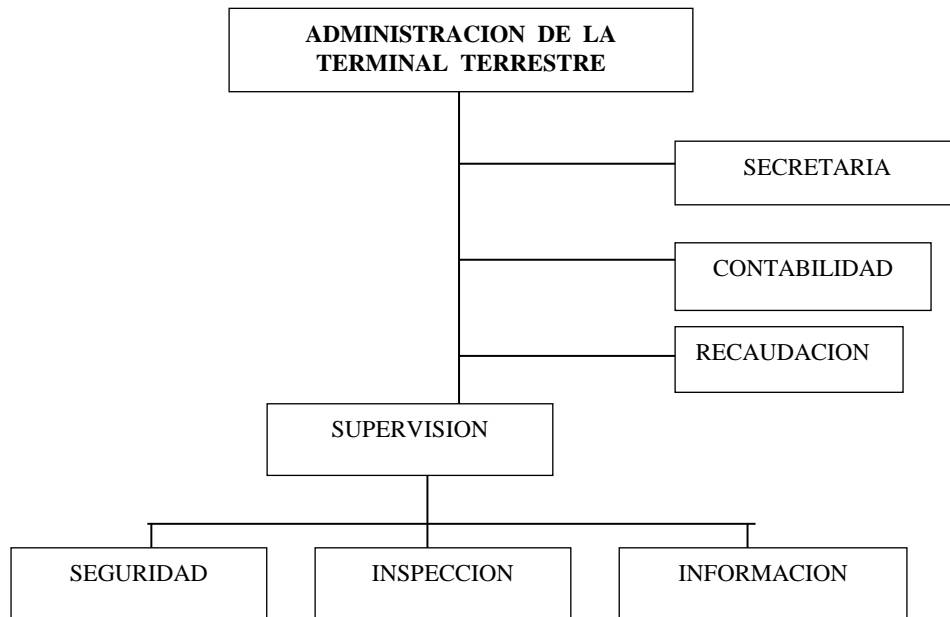 ADMINISTRACION DE LA
TERMINAL TERRESTRE
SECRETARIA
CONTABILIDAD
RECAUDACION
SUPERVISION
SEGURIDAD
INSPECCION
INFORMACION